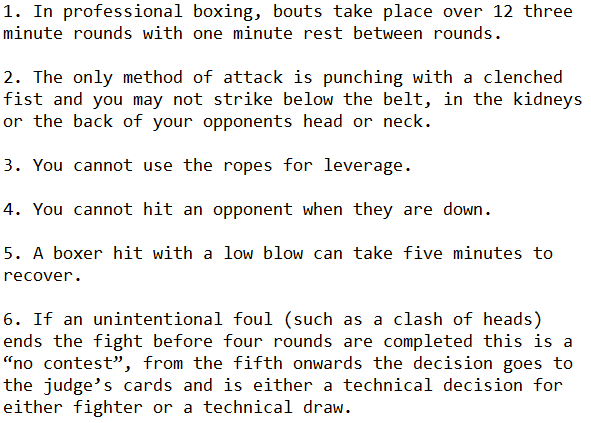 1. In professional boxing, bouts take place over 12 three
minute rounds with one minute rest between rounds.
2. The only method of attack is punching with a clenched
fist and you may not strike below the belt, in the kidneys
or the back of your opponents head or neck.
3. You cannot use the ropes for leverage.
4. You cannot hit an opponent when they are down.
5. A boxer hit with a low blow can take five minutes to
recover.
6. If an unintentional foul (such as a clash of heads)
ends the fight before four rounds are completed this is a
“no contest”, from the fifth onwards the decision goes to
the judge’s cards and is either a technical decision for
either fighter or a technical draw.